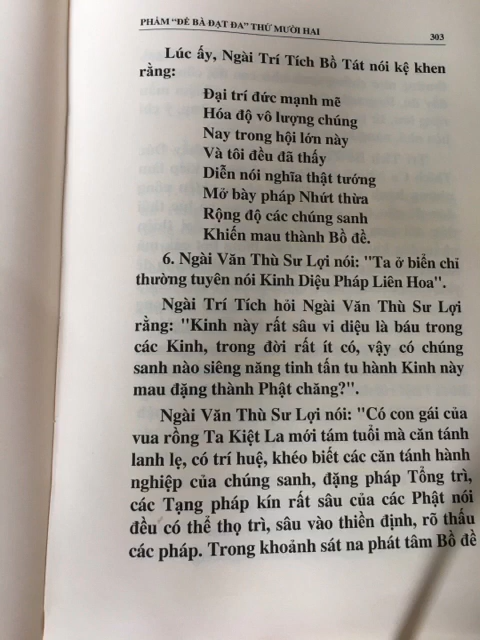 PHẨM "ĐỀ BÀ ĐẠT ĐA" THỨ MƯỜI HAI 303
Lúc ấy, Ngài Trí Tích Bồ Tát nói kệ khen
rằng:
Đại trí đức mạnh mẽ
Hóa độ vô lượng chúng
Nay trong hội lớn này
Và tôi đều đã thấy
Diễn nói nghĩa thật tướng
Mở bày pháp Nhứt thừa
Rộng độ các chúng sanh
Khiến mau thành Bồ đề.
6. Ngài Văn Thù Sư Lợi nói: "Ta ở biển chỉ
thường tuyên nói Kinh Diệu Pháp Liên Hoa".
Ngài Trí Tích hỏi Ngài Văn Thù Sư Lợi
rằng: "Kinh này rất sâu vi diệu là báu trong
các Kinh, trong đời rất ít có, vậy có chúng
sanh nào siêng năng tinh tấn tu hành Kinh này
mau đặng thành Phật chăng?".
Ngài Văn Thù Sư Lợi nói: "Có con gái của
vua rồng Ta Kiệt La mới tám tuổi mà căn tánh
lanh lẹ, có trí huệ, khéo biết các căn tánh hành
nghiệp của chúng sanh, đặng pháp Tổng trì,
các Tạng pháp kín rất sâu của các Phật nói
đều có thể thọ trì, sâu vào thiền định, rõ thấu
các pháp. Trong khoảnh sát na phát tâm Bồ đề